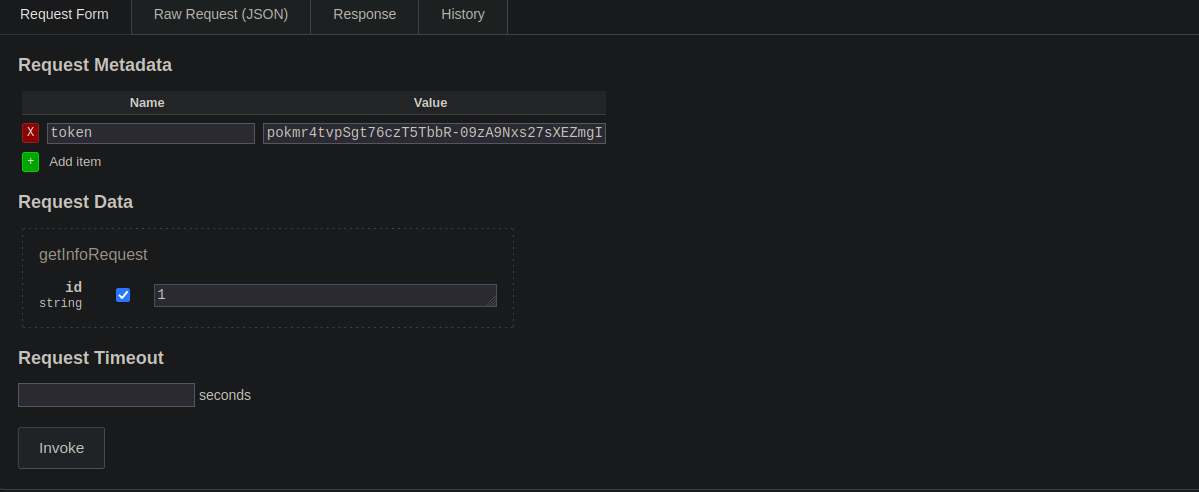 Request Form Raw Request (JSON) Response History
Request Metadata
Name Value
X token pokmr4tvpSgt76czT5TbbR-09zA9Nxs27sXEZmgI
+ Add item
Request Data
getInfoRequest
id
string 1
Request Timeout
seconds
Invoke